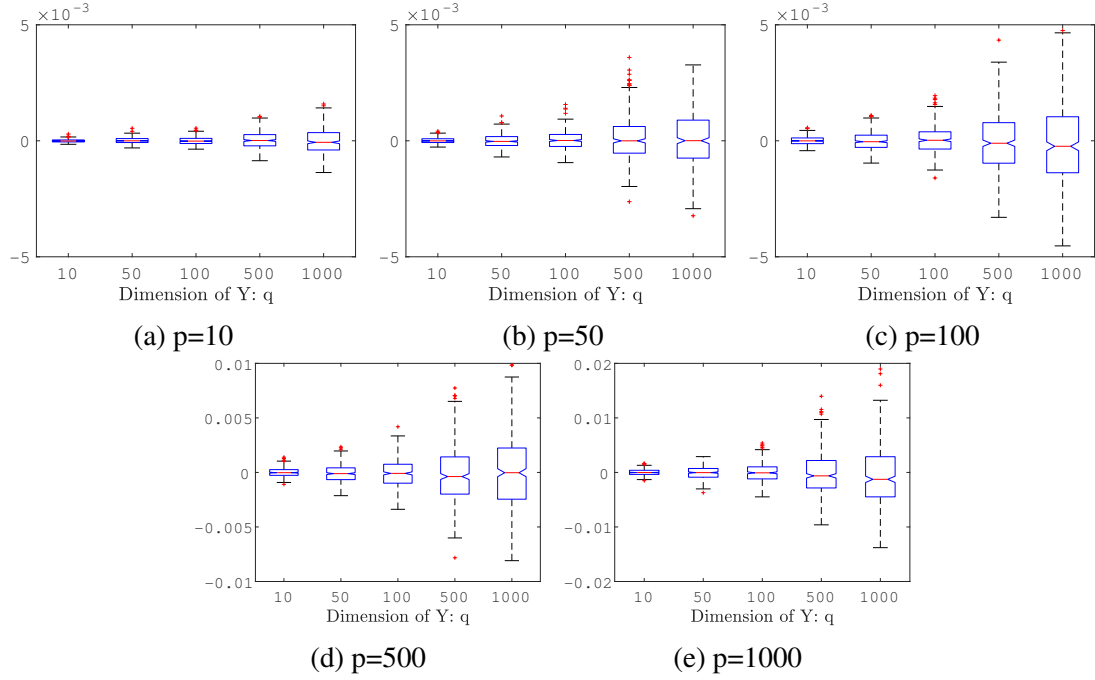 ×10⁻³ ×10⁻³ ×10⁻³
5 5 5
0 0 0
-5 -5 -5
10 50 100 500 1000 10 50 100 500 1000 10 50 100 500 1000
Dimension of Y: q Dimension of Y: q Dimension of Y: q
(a) p=10 (b) p=50 (c) p=100
0.01 0.02
0.005 0.01
0 0
-0.005 -0.01
-0.01 -0.02
10 50 100 500 1000 10 50 100 500 1000
Dimension of Y: q Dimension of Y: q
(d) p=500 (e) p=1000